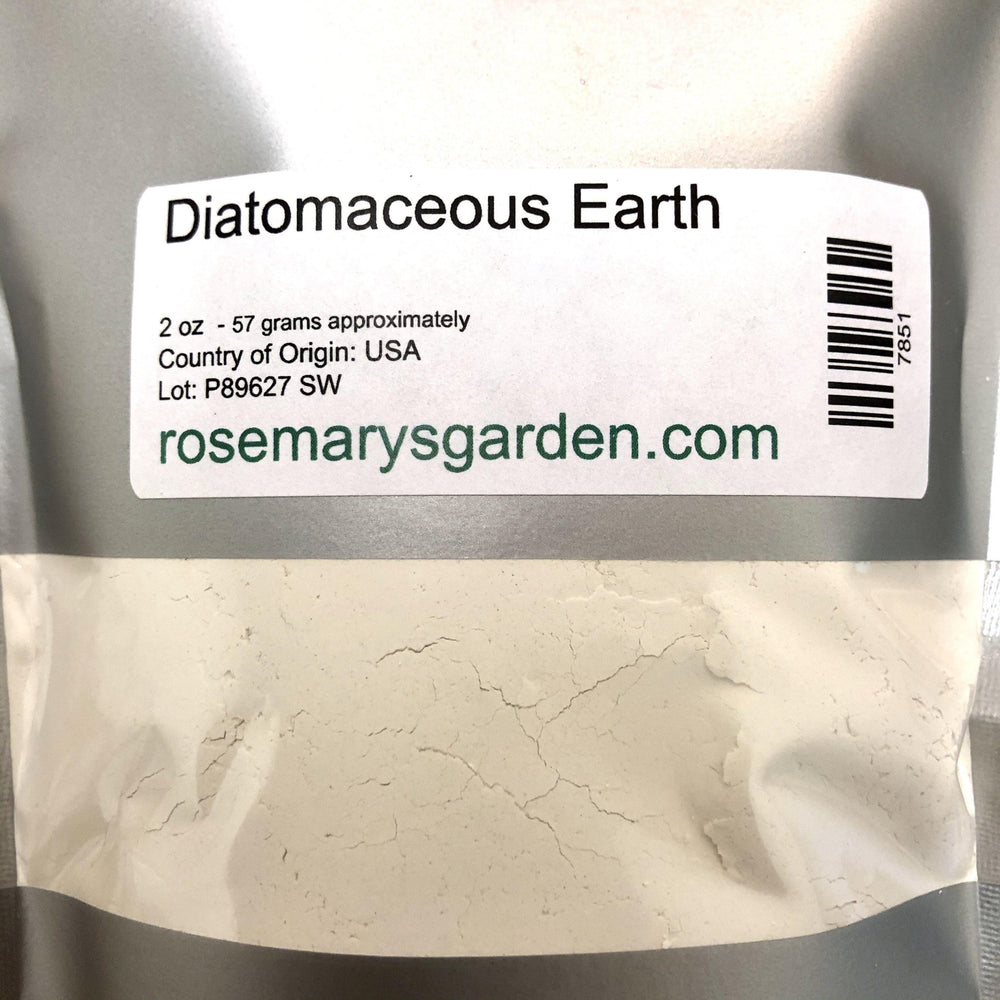 Diatomaceous Earth
2 oz - 57 grams approximately
Country of Origin: USA
Lot: P89627 SW
rosemarysgarden.com
7851